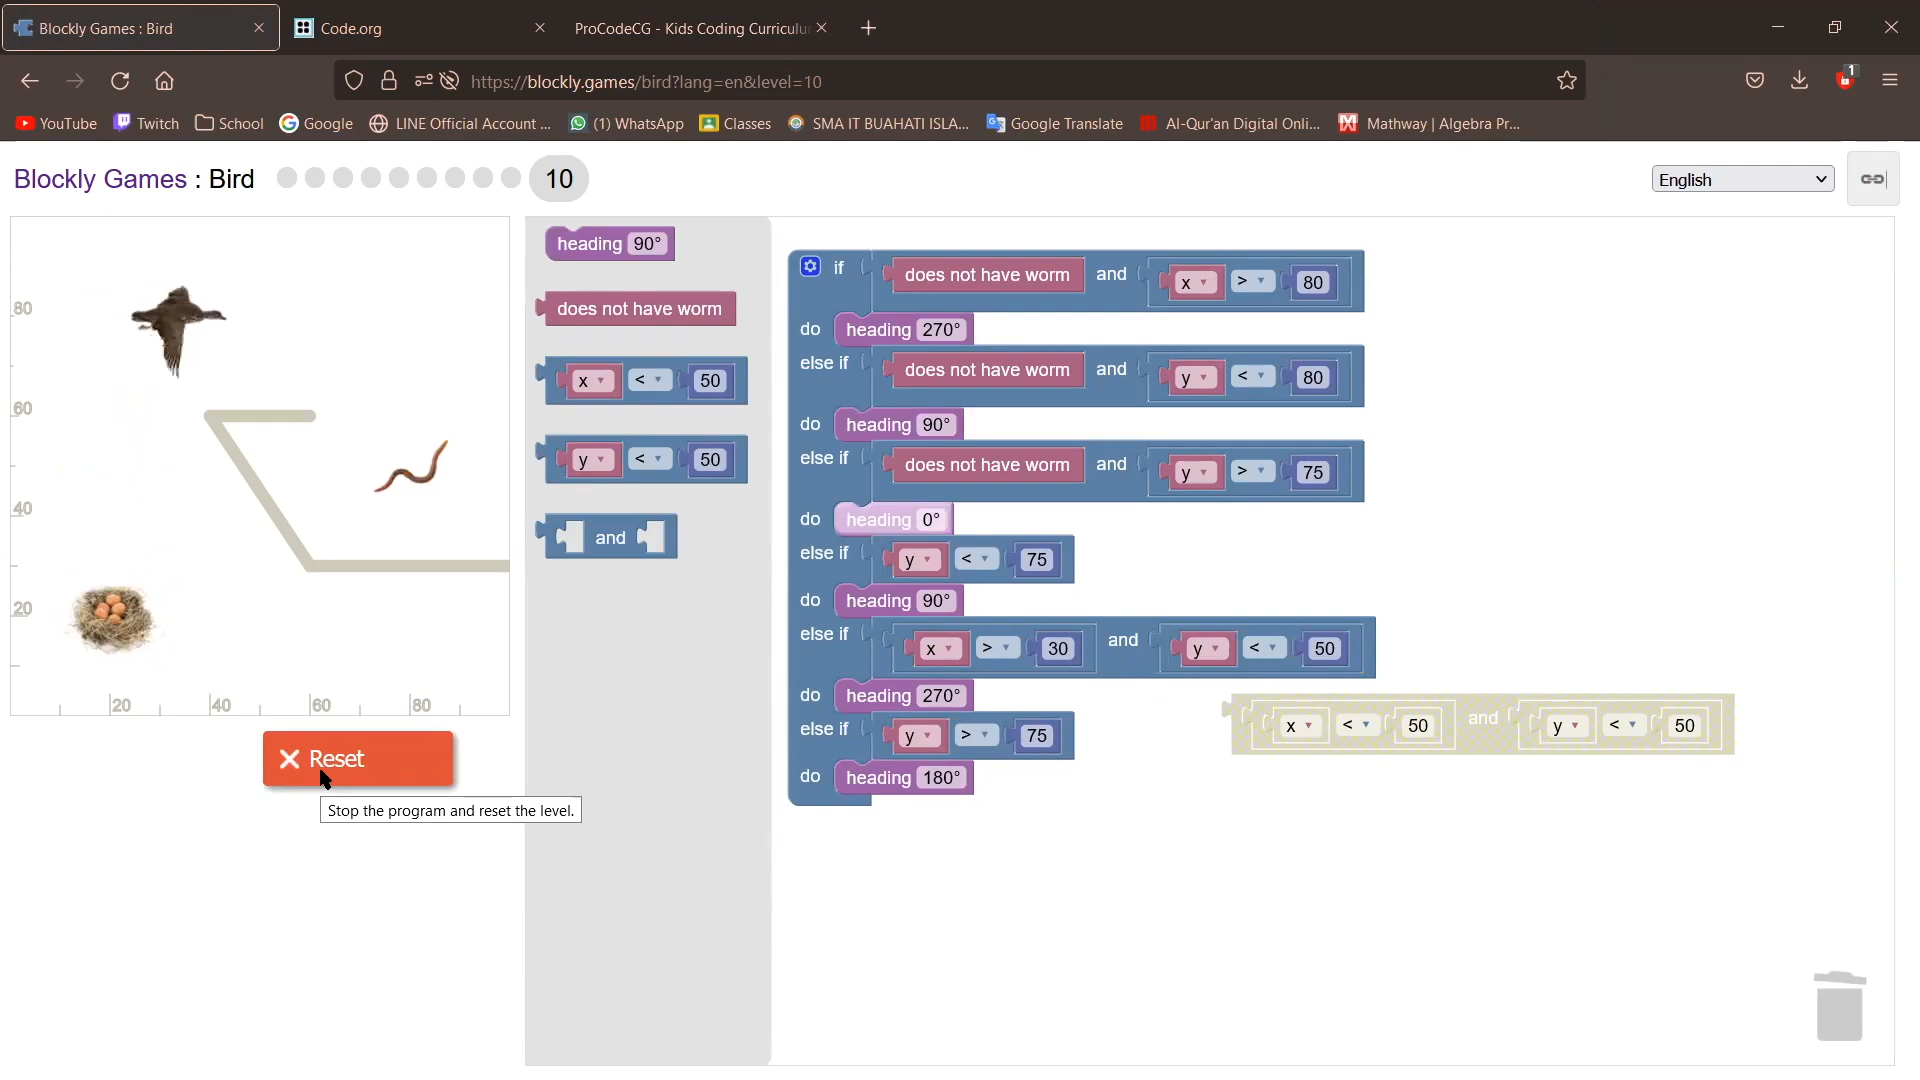 Blockly Games : Bird
Code.org
ProCodeCG - Kids Coding Curriculu
https://blockly.games/bird?lang=en&level=10
1
YouTube
Twitch
School
Google
LINE Official Account ...
(1) WhatsApp
Classes
SMA IT BUAHATI ISLA...
Google Translate
Al-Qur'an Digital Onli...
Mathway | Algebra Pr...
Blockly Games : Bird
10
English
80
60
40
20
20
40
60
80
Reset
Stop the program and reset the level.
heading 90°
does not have worm
x < 50
y < 50
and
if does not have worm and x > 80
do heading 270°
else if does not have worm and y < 80
do heading 90°
else if does not have worm and y > 75
do heading 0°
else if y < 75
do heading 90°
else if x > 30 and y < 50
do heading 270°
else if y > 75
do heading 180°
x < 50 and y < 50